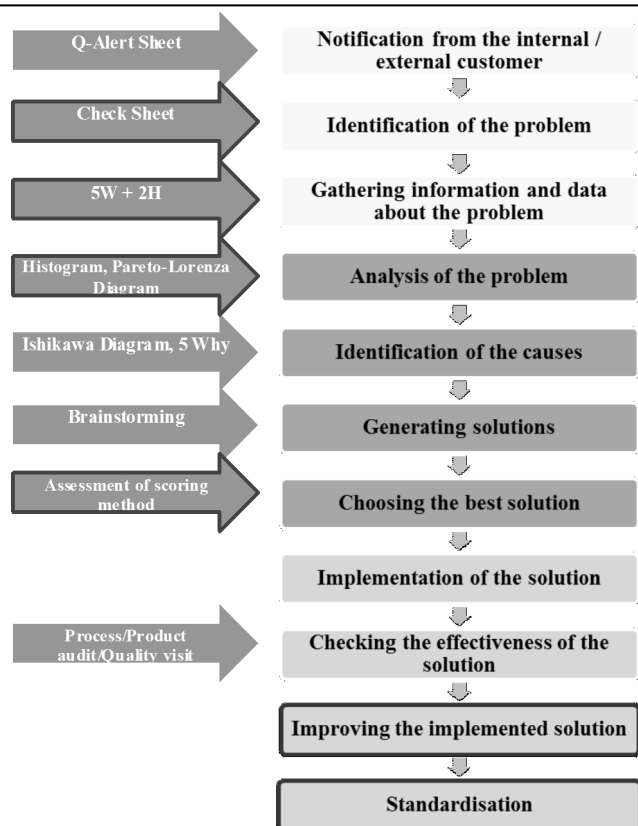 Q-Alert Sheet
Notification from the internal /
external customer
Check Sheet
Identification of the problem
5W + 2H
Gathering information and data
about the problem
Histogram, Pareto-Lorenza
Diagram
Analysis of the problem
Ishikawa Diagram, 5 Why
Identification of the causes
Brainstorming
Generating solutions
Assessment of scoring
method
Choosing the best solution
Implementation of the solution
Process/Product
audit/Quality visit
Checking the effectiveness of the
solution
Improving the implemented solution
Standardisation